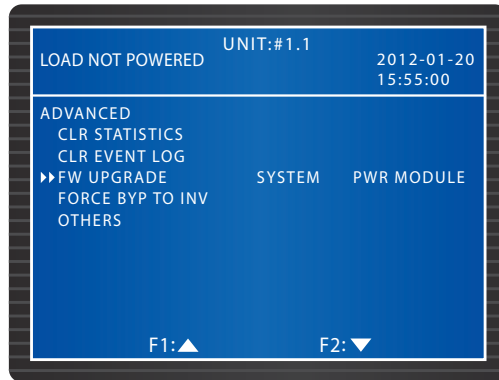 UNIT:#1.1
LOAD NOT POWERED 2012-01-20
15:55:00
ADVANCED
CLR STATISTICS
CLR EVENT LOG
FW UPGRADE SYSTEM PWR MODULE
FORCE BYP TO INV
OTHERS
F1: F2: